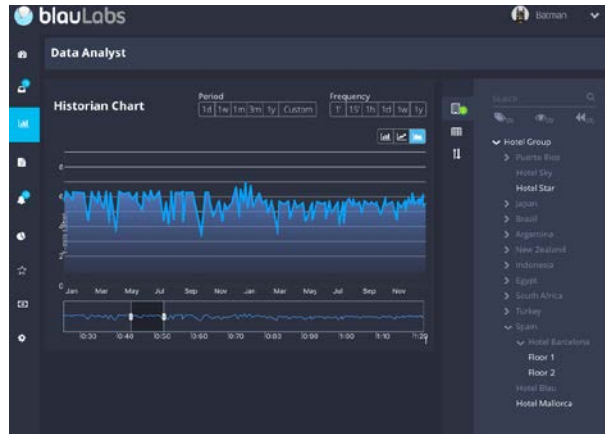 blauLabs
Batman
Data Analyst
Historian Chart
Period
1d 1w 1m 3m 1y Custom
Frequency
1' 15' 1h 1d 1w 1y
Search
Hotel Group
Puerto Rico
Hotel Sky
Hotel Star
Japan
Brazil
Argentina
New Zealand
Indonesia
Egypt
South Africa
Turkey
Spain
Hotel Barcelona
Floor 1
Floor 2
Hotel Blau
Hotel Mallorca
6
4
2
0
Jan Mar May Jul Sep Nov Jan Mar May Jul Sep Nov
10:30 10:40 10:50 10:60 10:70 10:80 10:90 11:00 11:10 11:20